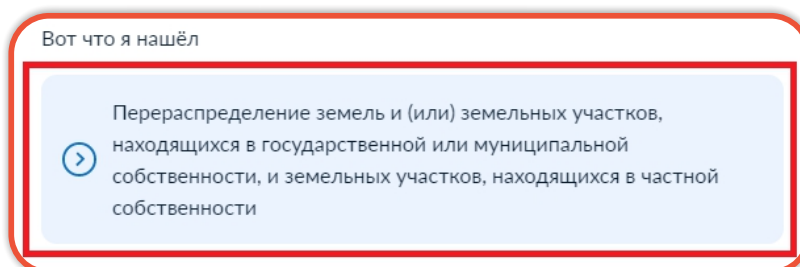 Вот что я нашёл
Перераспределение земель и (или) земельных участков,
находящихся в государственной или муниципальной
собственности, и земельных участков, находящихся в частной
собственности